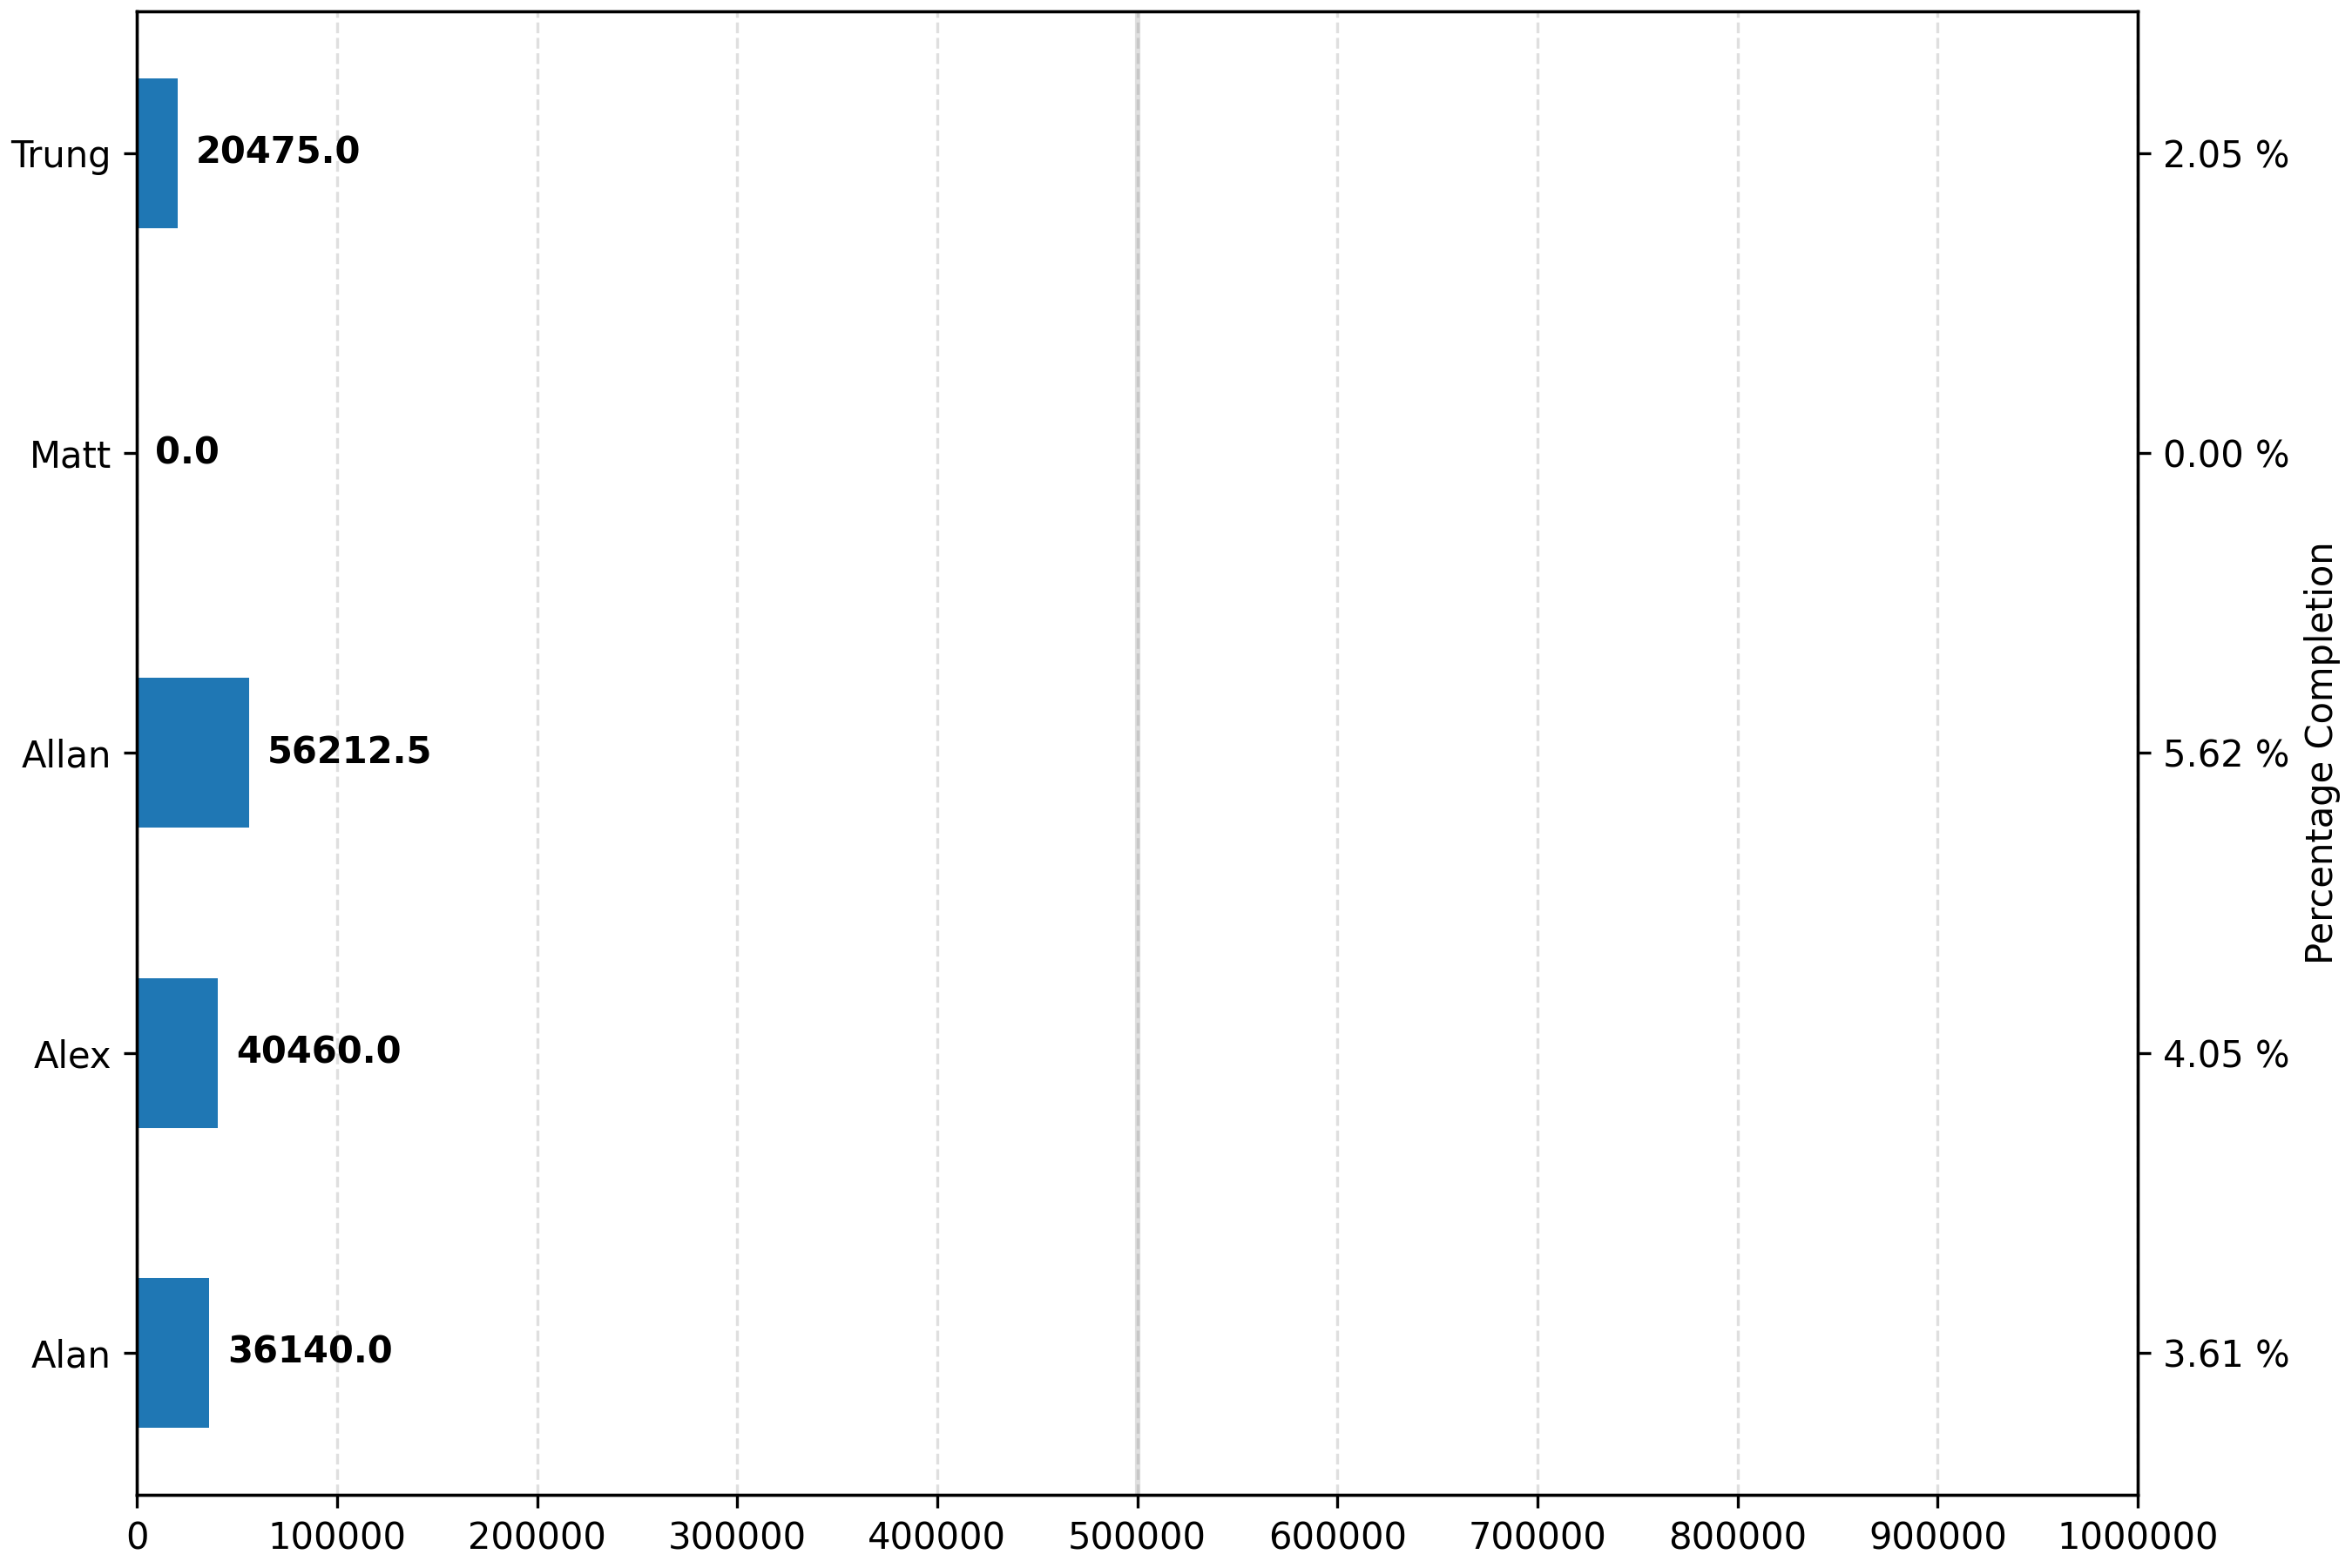 Trung 20475.0 2.05 %
Matt 0.0 0.00 %
Allan 56212.5 5.62 %
Alex 40460.0 4.05 %
Alan 36140.0 3.61 %
Percentage Completion
0 100000 200000 300000 400000 500000 600000 700000 800000 900000 1000000